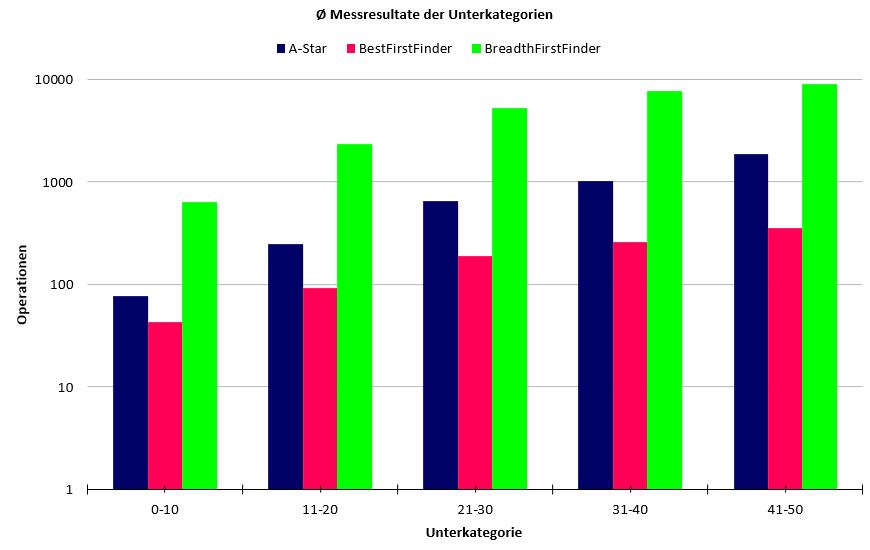 Ø Messresultate der Unterkategorien
A-Star BestFirstFinder BreadthFirstFinder
10000
1000
100
10
1
Operationen
0-10 11-20 21-30 31-40 41-50
Unterkategorie